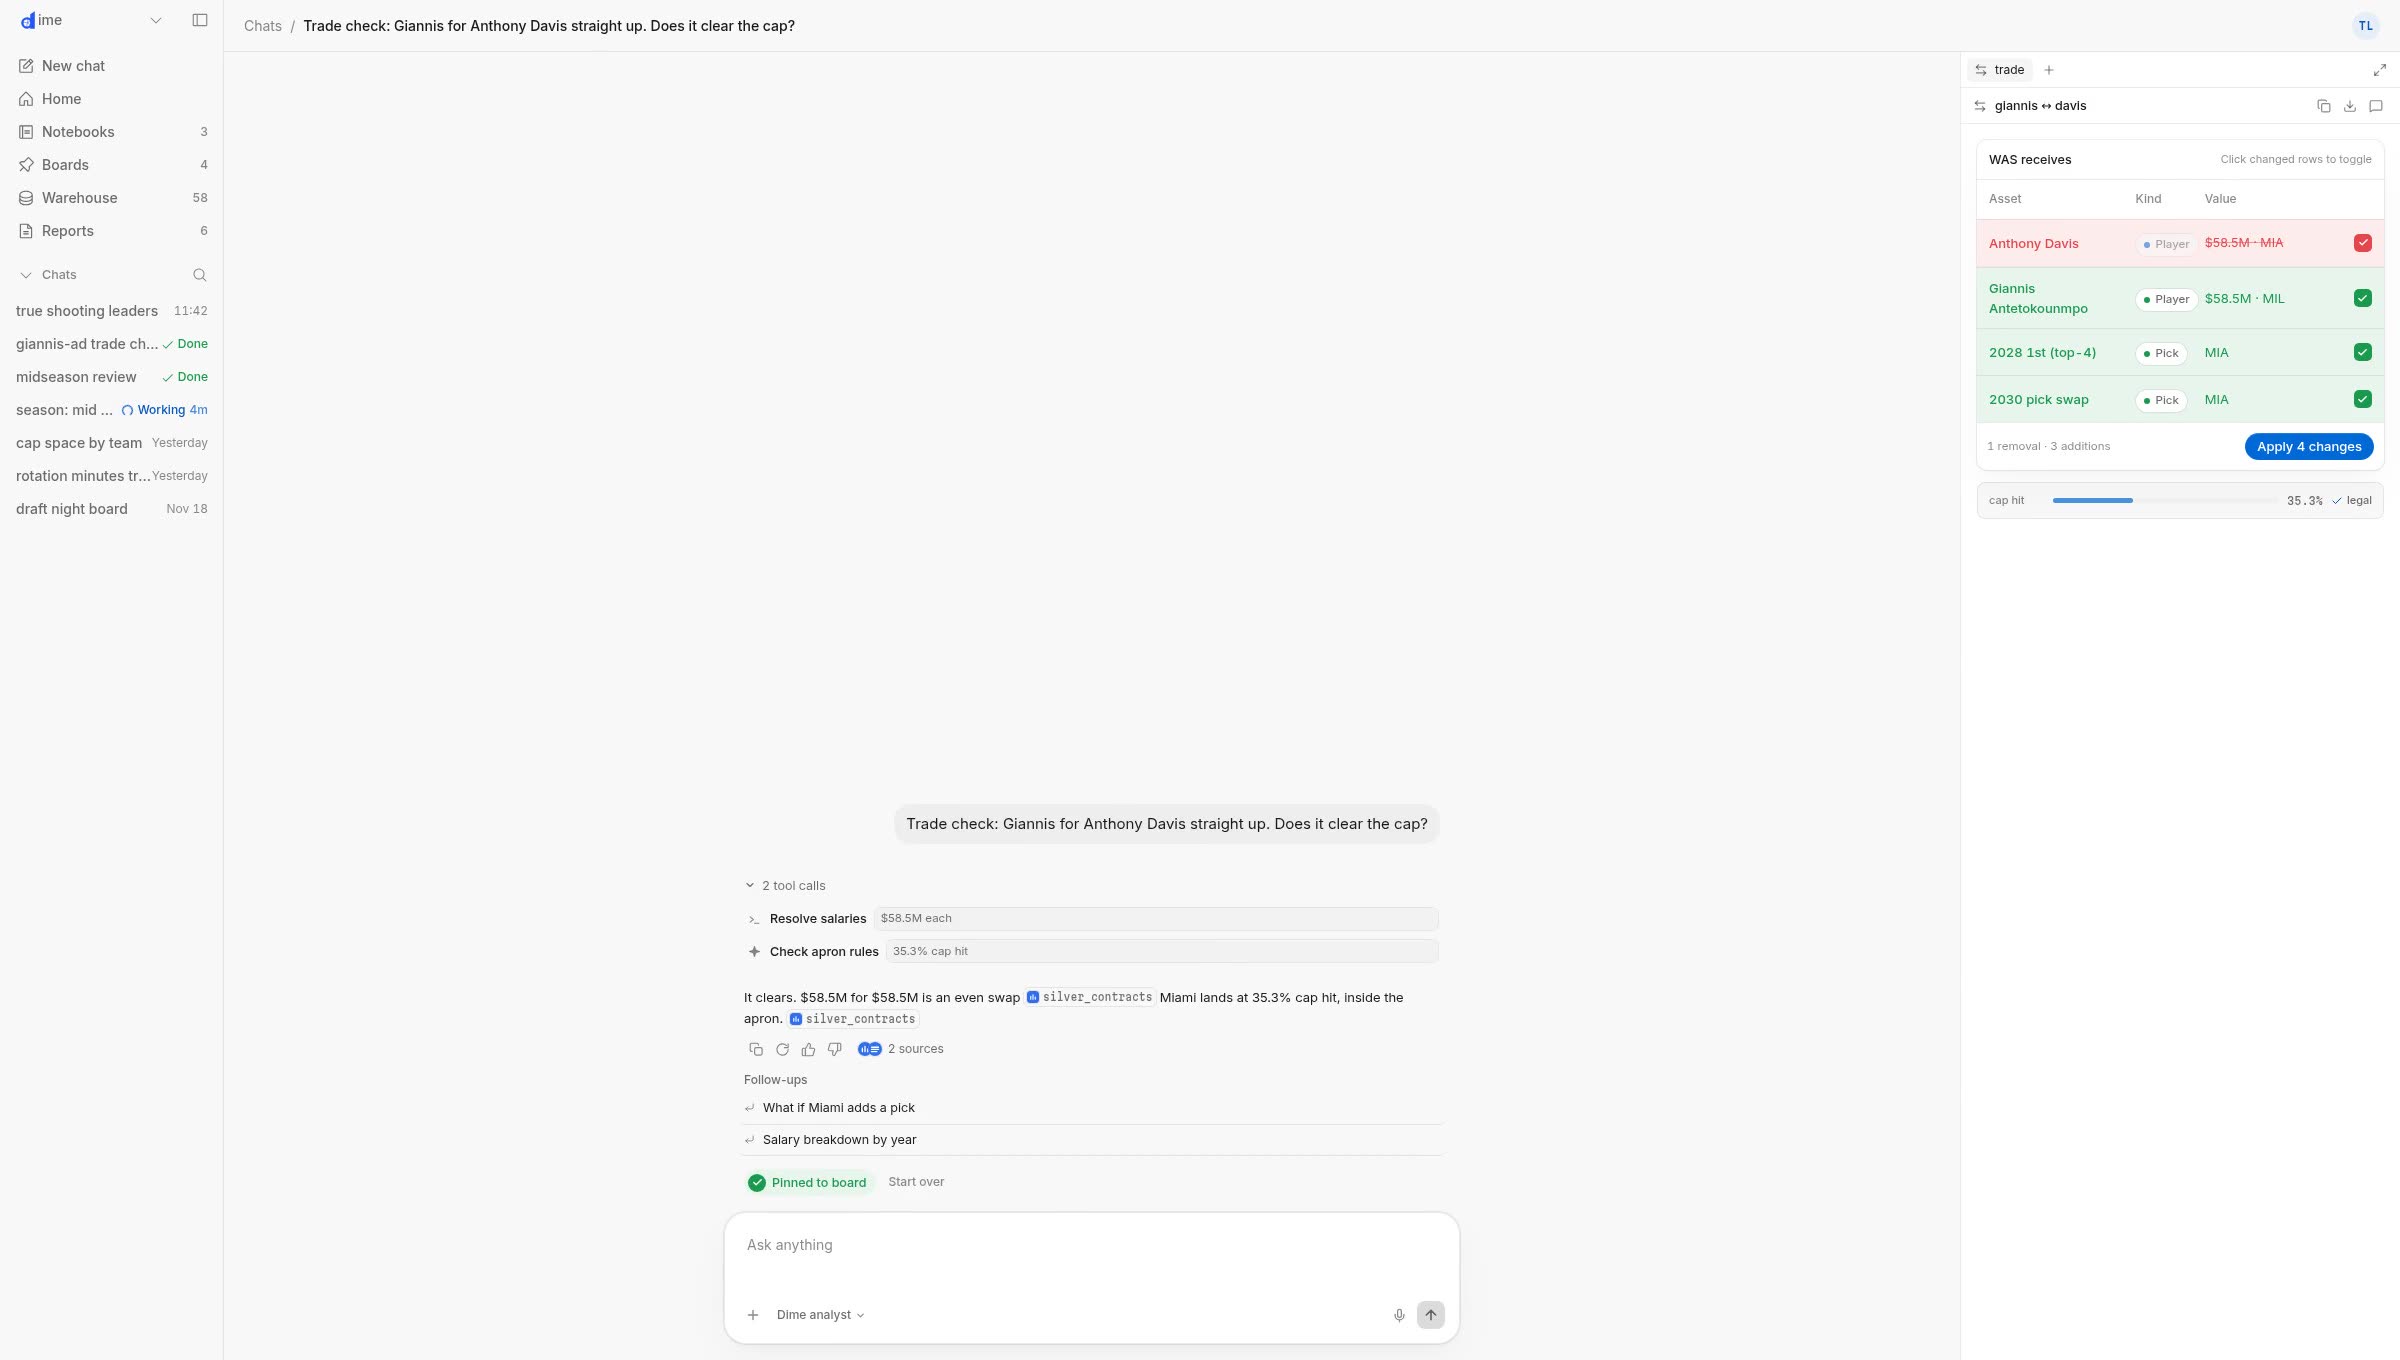 dime
New chat
Home
Notebooks 3
Boards 4
Warehouse 58
Reports 6
Chats
true shooting leaders 11:42
giannis-ad trade ch... Done
midseason review Done
season: mid ... Working 4m
cap space by team Yesterday
rotation minutes tr... Yesterday
draft night board Nov 18
Chats / Trade check: Giannis for Anthony Davis straight up. Does it clear the cap?
TL
Trade check: Giannis for Anthony Davis straight up. Does it clear the cap?
2 tool calls
Resolve salaries $58.5M each
Check apron rules 35.3% cap hit
It clears. $58.5M for $58.5M is an even swap silver_contracts Miami lands at 35.3% cap hit, inside the
apron. silver_contracts
2 sources
Follow-ups
What if Miami adds a pick
Salary breakdown by year
Pinned to board Start over
Ask anything
Dime analyst
trade
giannis ↔ davis
WAS receives Click changed rows to toggle
Asset Kind Value
Anthony Davis Player $58.5M · MIA
Giannis
Antetokounmpo Player $58.5M · MIL
2028 1st (top-4) Pick MIA
2030 pick swap Pick MIA
1 removal · 3 additions Apply 4 changes
cap hit 35.3% legal